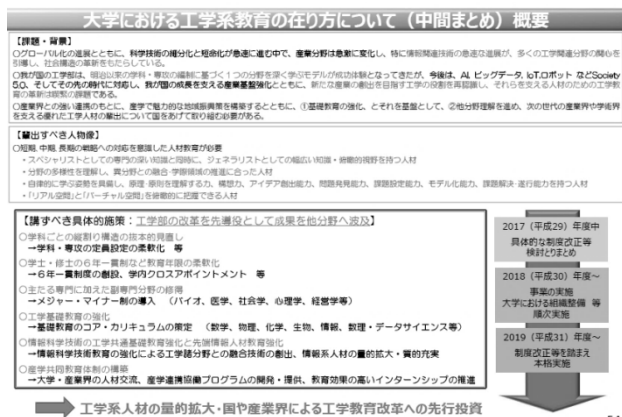 大学における工学系教育の在り方について（中間まとめ）概要
【課題・背景】
○グローバル化の進展とともに、科学技術の細分化と短命化が急速に進む中で、産業分野は急激に変化し、特に情報関連技術の急速な進展が、多くの工学関連分野の関心を
引導し、社会構造の革新をもたらしている。
○我が国の工学部は、明治以来の学科・専攻の編制に基づく1つの分野を深く学ぶモデルが成功体験となってきたが、今後は、AI, ビッグデータ, IoT,ロボット などSociety
5.0、そしてその先の時代に対応し、我が国の成長を支える産業基盤強化とともに、新たな産業の創出を目指す工学の役割を再認識し、それらを支える人材のための工学教
育の革新は喫緊の課題である。
○産業界との強い連携のもとに、産学で魅力的な地域振興策を構築するとともに、①基礎教育の強化、とそれを基盤として、②他分野理解を進め、次の世代の産業界や学術界
を支える優れた工学人材の輩出について国をあげて取り組む必要がある。
【輩出すべき人物像】
○短期、中期、長期の戦略への対応を意識した人材教育が必要
・スペシャリストとしての専門の深い知識と同時に、ジェネラリストとしての幅広い知識・俯瞰的視野を持つ人材
・分野の多様性を理解し、異分野との融合・学際領域の推進に合った人材
・自律的に学ぶ姿勢を具備し、原理・原則を理解する力、構想力、アイデア創出能力、問題発見能力、課題設定能力、モデル化能力、課題解決・遂行能力を持つ人材
・「リアル空間」と「バーチャル空間」を俯瞰的に把握できる人材
【講ずべき具体的施策：工学部の改革を先導役として成果を他分野へ波及】
○学科ごとの縦割り構造の抜本的見直し
→学科・専攻の定員設定の柔軟化 等
○学士・修士の6年一貫制など教育年限の柔軟化
→6年一貫制度の創設、学内クロスアポイントメント 等
○主たる専門に加えた副専門分野の修得
→メジャー・マイナー制の導入 （バイオ、医学、社会学、心理学、経営学等）
○工学基礎教育の強化
→基礎教育のコア・カリキュラムの策定 （数学、物理、化学、生物、情報、数理・データサイエンス等）
○情報科学技術の工学共通基礎教育強化と先端情報人材教育強化
→情報科学技術教育の強化による工学諸分野との融合技術の創出、情報系人材の量的拡大・質的充実
○産学共同教育体制の構築
→大学・産業界の人材交流、産学連携協働プログラムの開発・提供、教育効果の高いインターンシップの推進
2017（平成29）年度中
具体的な制度改正等
検討とりまとめ
2018（平成30）年度～
事業の実施
大学における組織整備 等
順次実施
2019（平成31）年度～
制度改正等を踏まえ
本格実施
工学系人材の量的拡大・国や産業界による工学教育改革への先行投資